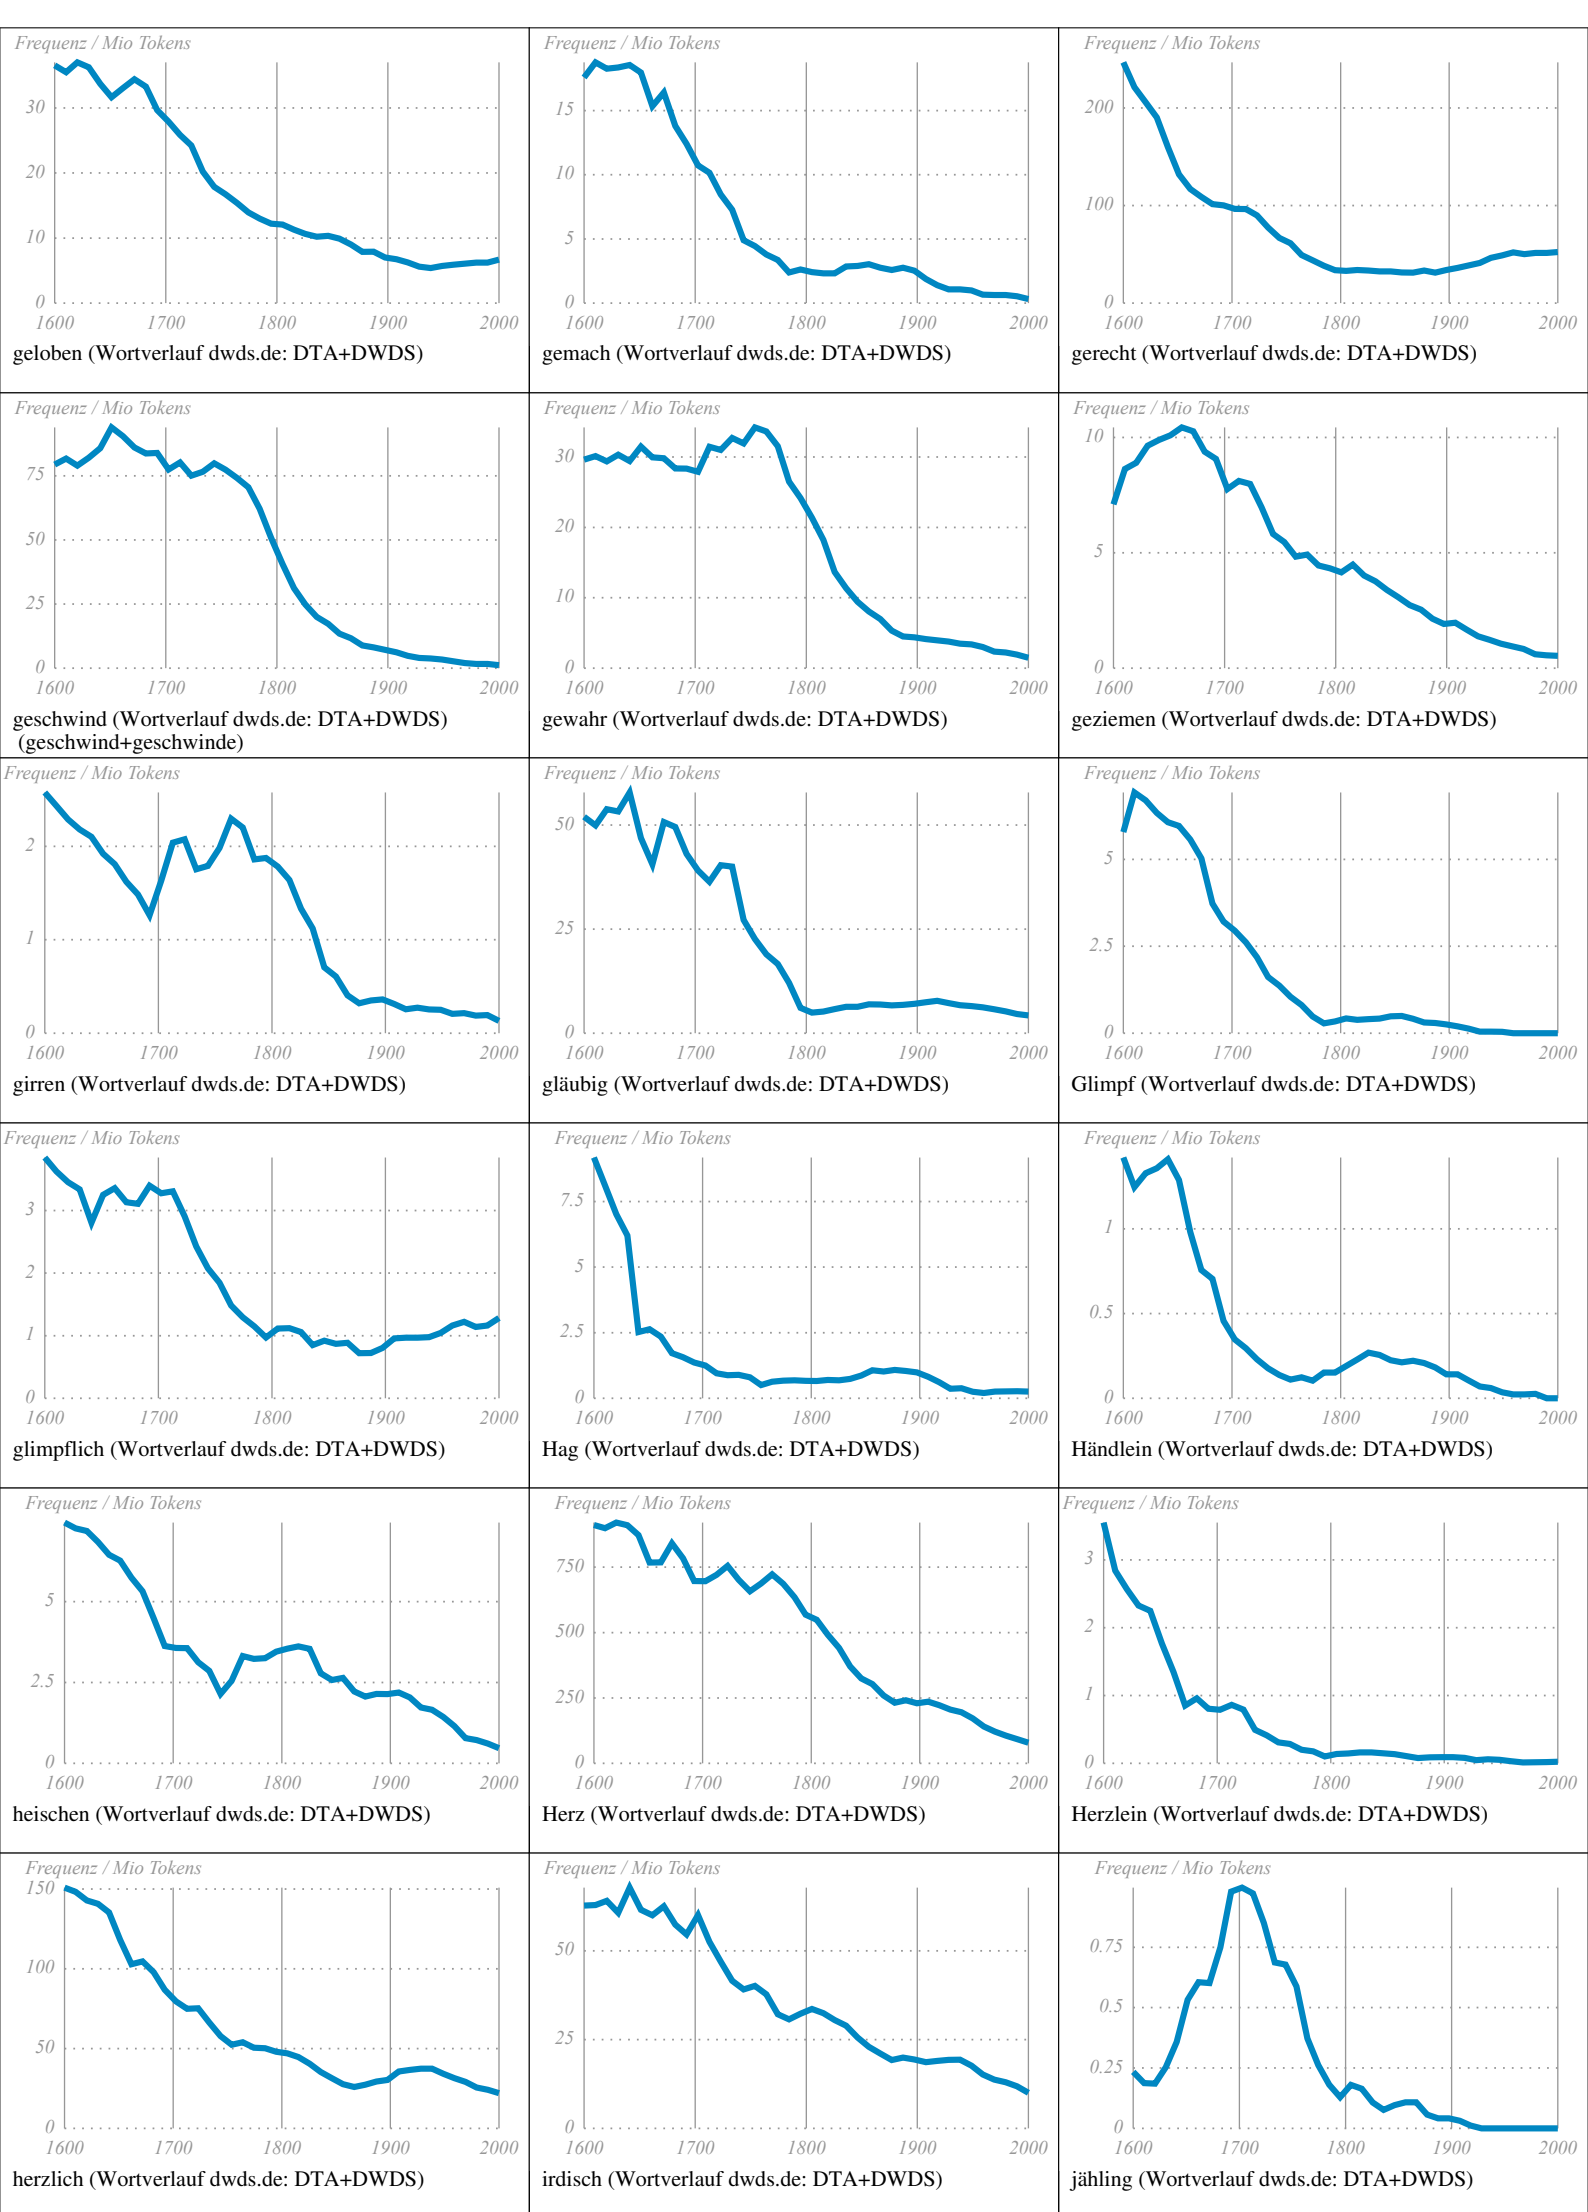 Frequenz / Mio Tokens
30
20
10
0
1600 1700 1800 1900 2000
geloben (Wortverlauf dwds.de: DTA+DWDS)
Frequenz / Mio Tokens
15
10
5
0
1600 1700 1800 1900 2000
gemach (Wortverlauf dwds.de: DTA+DWDS)
Frequenz / Mio Tokens
200
100
0
1600 1700 1800 1900 2000
gerecht (Wortverlauf dwds.de: DTA+DWDS)
Frequenz / Mio Tokens
75
50
25
0
1600 1700 1800 1900 2000
geschwind (Wortverlauf dwds.de: DTA+DWDS)
(geschwind+geschwinde)
Frequenz / Mio Tokens
30
20
10
0
1600 1700 1800 1900 2000
gewahr (Wortverlauf dwds.de: DTA+DWDS)
Frequenz / Mio Tokens
10
5
0
1600 1700 1800 1900 2000
geziemen (Wortverlauf dwds.de: DTA+DWDS)
Frequenz / Mio Tokens
2
1
0
1600 1700 1800 1900 2000
girren (Wortverlauf dwds.de: DTA+DWDS)
Frequenz / Mio Tokens
50
25
0
1600 1700 1800 1900 2000
gläubig (Wortverlauf dwds.de: DTA+DWDS)
Frequenz / Mio Tokens
5
2.5
0
1600 1700 1800 1900 2000
Glimpf (Wortverlauf dwds.de: DTA+DWDS)
Frequenz / Mio Tokens
3
2
1
0
1600 1700 1800 1900 2000
glimpflich (Wortverlauf dwds.de: DTA+DWDS)
Frequenz / Mio Tokens
7.5
5
2.5
0
1600 1700 1800 1900 2000
Hag (Wortverlauf dwds.de: DTA+DWDS)
Frequenz / Mio Tokens
1
0.5
0
1600 1700 1800 1900 2000
Händlein (Wortverlauf dwds.de: DTA+DWDS)
Frequenz / Mio Tokens
5
2.5
0
1600 1700 1800 1900 2000
heischen (Wortverlauf dwds.de: DTA+DWDS)
Frequenz / Mio Tokens
750
500
250
0
1600 1700 1800 1900 2000
Herz (Wortverlauf dwds.de: DTA+DWDS)
Frequenz / Mio Tokens
3
2
1
0
1600 1700 1800 1900 2000
Herzlein (Wortverlauf dwds.de: DTA+DWDS)
Frequenz / Mio Tokens
150
100
50
0
1600 1700 1800 1900 2000
herzlich (Wortverlauf dwds.de: DTA+DWDS)
Frequenz / Mio Tokens
50
25
0
1600 1700 1800 1900 2000
irdisch (Wortverlauf dwds.de: DTA+DWDS)
Frequenz / Mio Tokens
0.75
0.5
0.25
0
1600 1700 1800 1900 2000
jähling (Wortverlauf dwds.de: DTA+DWDS)